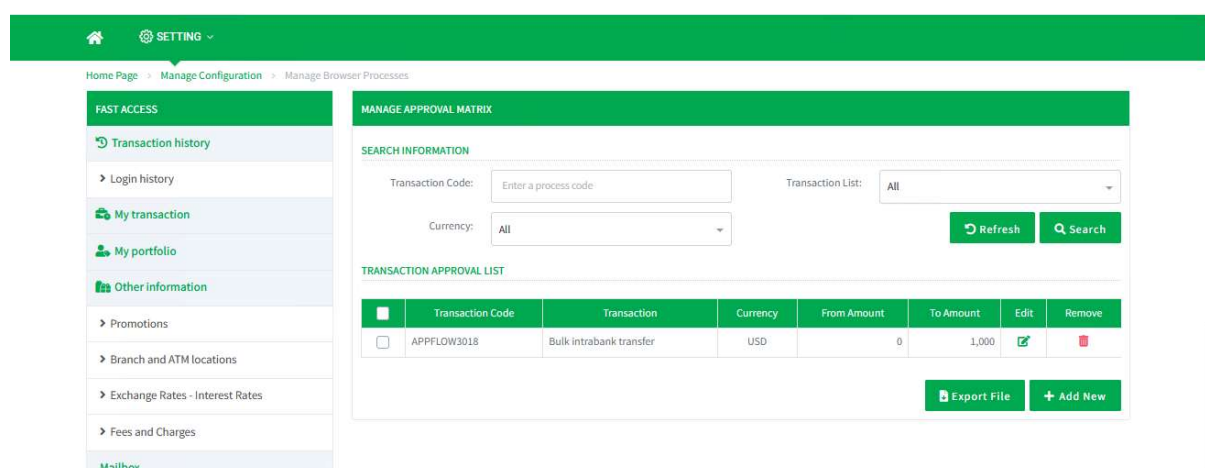 SETTING
Home Page > Manage Configuration > Manage Browser Processes
FAST ACCESS
Transaction history
Login history
My transaction
My portfolio
Other information
Promotions
Branch and ATM locations
Exchange Rates - Interest Rates
Fees and Charges
Mailbox
MANAGE APPROVAL MATRIX
SEARCH INFORMATION
Transaction Code: Enter a process code Transaction List: All
Currency: All Refresh Search
TRANSACTION APPROVAL LIST
Transaction Code Transaction Currency From Amount To Amount Edit Remove
APPFLOW3018 Bulk intrabank transfer USD 0 1,000
Export File + Add New